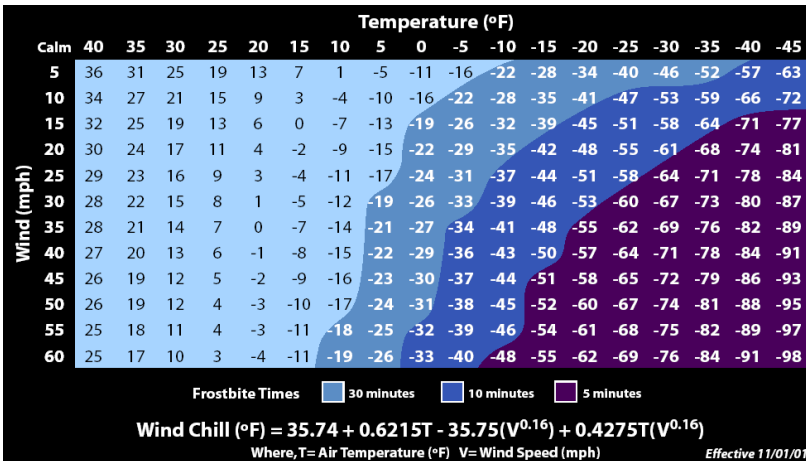 Temperature (ºF)
Calm 40 35 30 25 20 15 10 5 0 -5 -10 -15 -20 -25 -30 -35 -40 -45
5 36 31 25 19 13 7 1 -5 -11 -16 -22 -28 -34 -40 -46 -52 -57 -63
10 34 27 21 15 9 3 -4 -10 -16 -22 -28 -35 -41 -47 -53 -59 -66 -72
15 32 25 19 13 6 0 -7 -13 -19 -26 -32 -39 -45 -51 -58 -64 -71 -77
20 30 24 17 11 4 -2 -9 -15 -22 -29 -35 -42 -48 -55 -61 -68 -74 -81
25 29 23 16 9 3 -4 -11 -17 -24 -31 -37 -44 -51 -58 -64 -71 -78 -84
30 28 22 15 8 1 -5 -12 -19 -26 -33 -39 -46 -53 -60 -67 -73 -80 -87
35 28 21 14 7 0 -7 -14 -21 -27 -34 -41 -48 -55 -62 -69 -76 -82 -89
40 27 20 13 6 -1 -8 -15 -22 -29 -36 -43 -50 -57 -64 -71 -78 -84 -91
45 26 19 12 5 -2 -9 -16 -23 -30 -37 -44 -51 -58 -65 -72 -79 -86 -93
50 26 19 12 4 -3 -10 -17 -24 -31 -38 -45 -52 -60 -67 -74 -81 -88 -95
55 25 18 11 4 -3 -11 -18 -25 -32 -39 -46 -54 -61 -68 -75 -82 -89 -97
60 25 17 10 3 -4 -11 -19 -26 -33 -40 -48 -55 -62 -69 -76 -84 -91 -98
Wind (mph)
Frostbite Times 30 minutes 10 minutes 5 minutes
Wind Chill (ºF) = 35.74 + 0.6215T - 35.75(V^0.16) + 0.4275T(V^0.16)
Where, T= Air Temperature (ºF) V= Wind Speed (mph) Effective 11/01/01